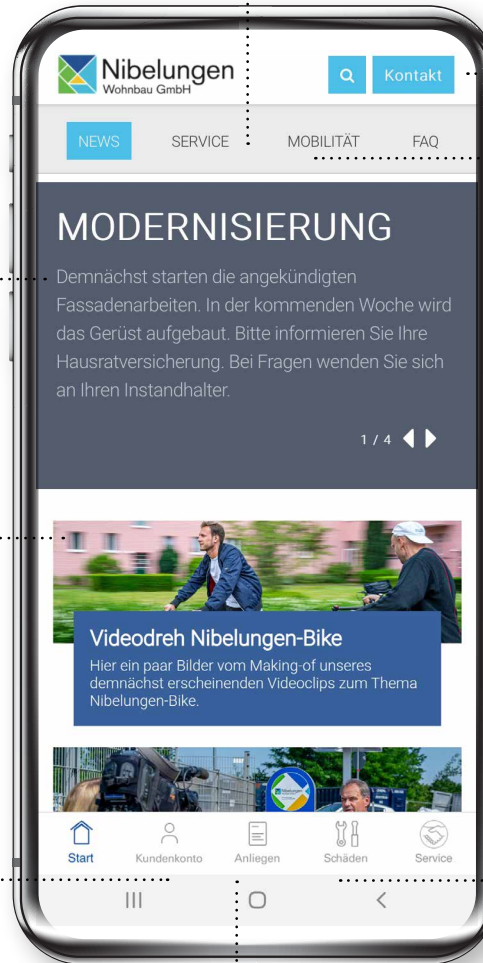 Nibelungen
Wohnbau GmbH
Kontakt
NEWS SERVICE MOBILITÄT FAQ
MODERNISIERUNG
Demnächst starten die angekündigten
Fassadenarbeiten. In der kommenden Woche wird
das Gerüst aufgebaut. Bitte informieren Sie Ihre
Hausratversicherung. Bei Fragen wenden Sie sich
an Ihren Instandhalter.
1 / 4
Videodreh Nibelungen-Bike
Hier ein paar Bilder vom Making-of unseres
demnächst erscheinenden Videoclips zum Thema
Nibelungen-Bike.
Start Kundenkonto Anliegen Schäden Service